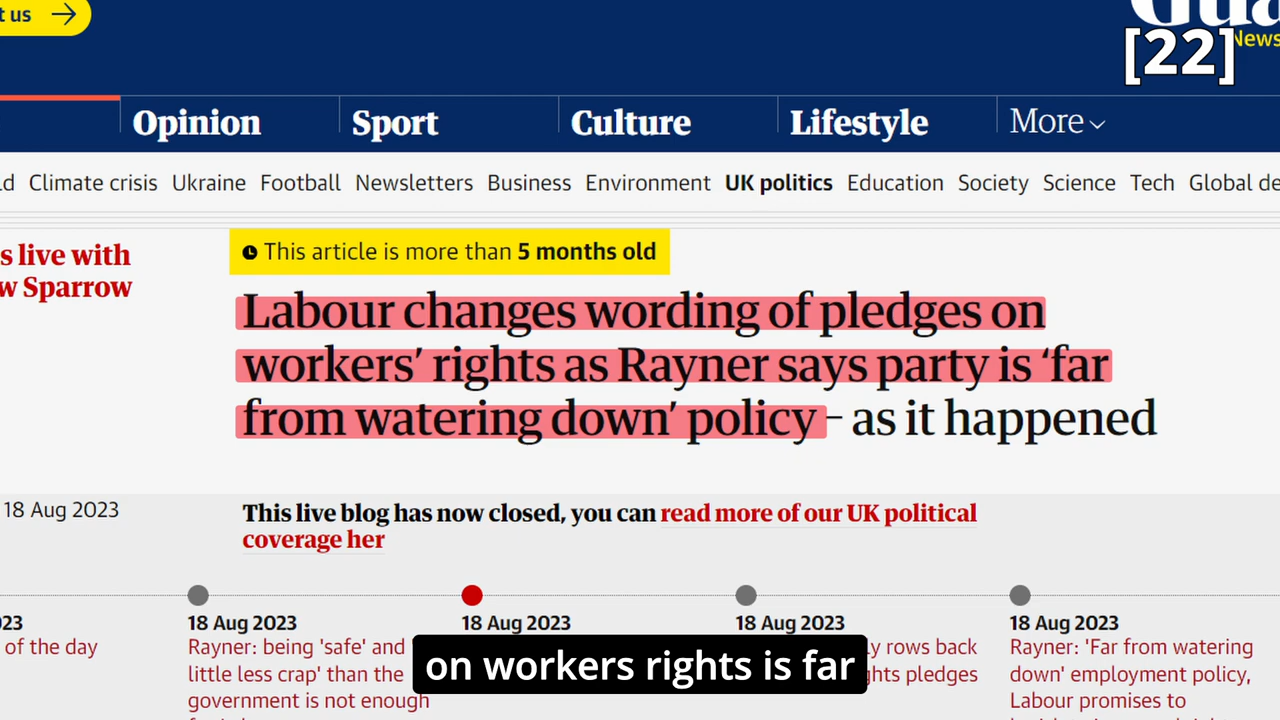 t us
Gua
News
[22]
Opinion Sport Culture Lifestyle More
ld Climate crisis Ukraine Football Newsletters Business Environment UK politics Education Society Science Tech Global de
s live with
w Sparrow
This article is more than 5 months old
Labour changes wording of pledges on
workers’ rights as Rayner says party is ‘far
from watering down’ policy – as it happened
18 Aug 2023
This live blog has now closed, you can read more of our UK political
coverage her
23
of the day
18 Aug 2023
Rayner: being 'safe' and
little less crap' than the
government is not enough
18 Aug 2023
18 Aug 2023
ly rows back
ghts pledges
18 Aug 2023
Rayner: 'Far from watering
down' employment policy,
Labour promises to
on workers rights is far